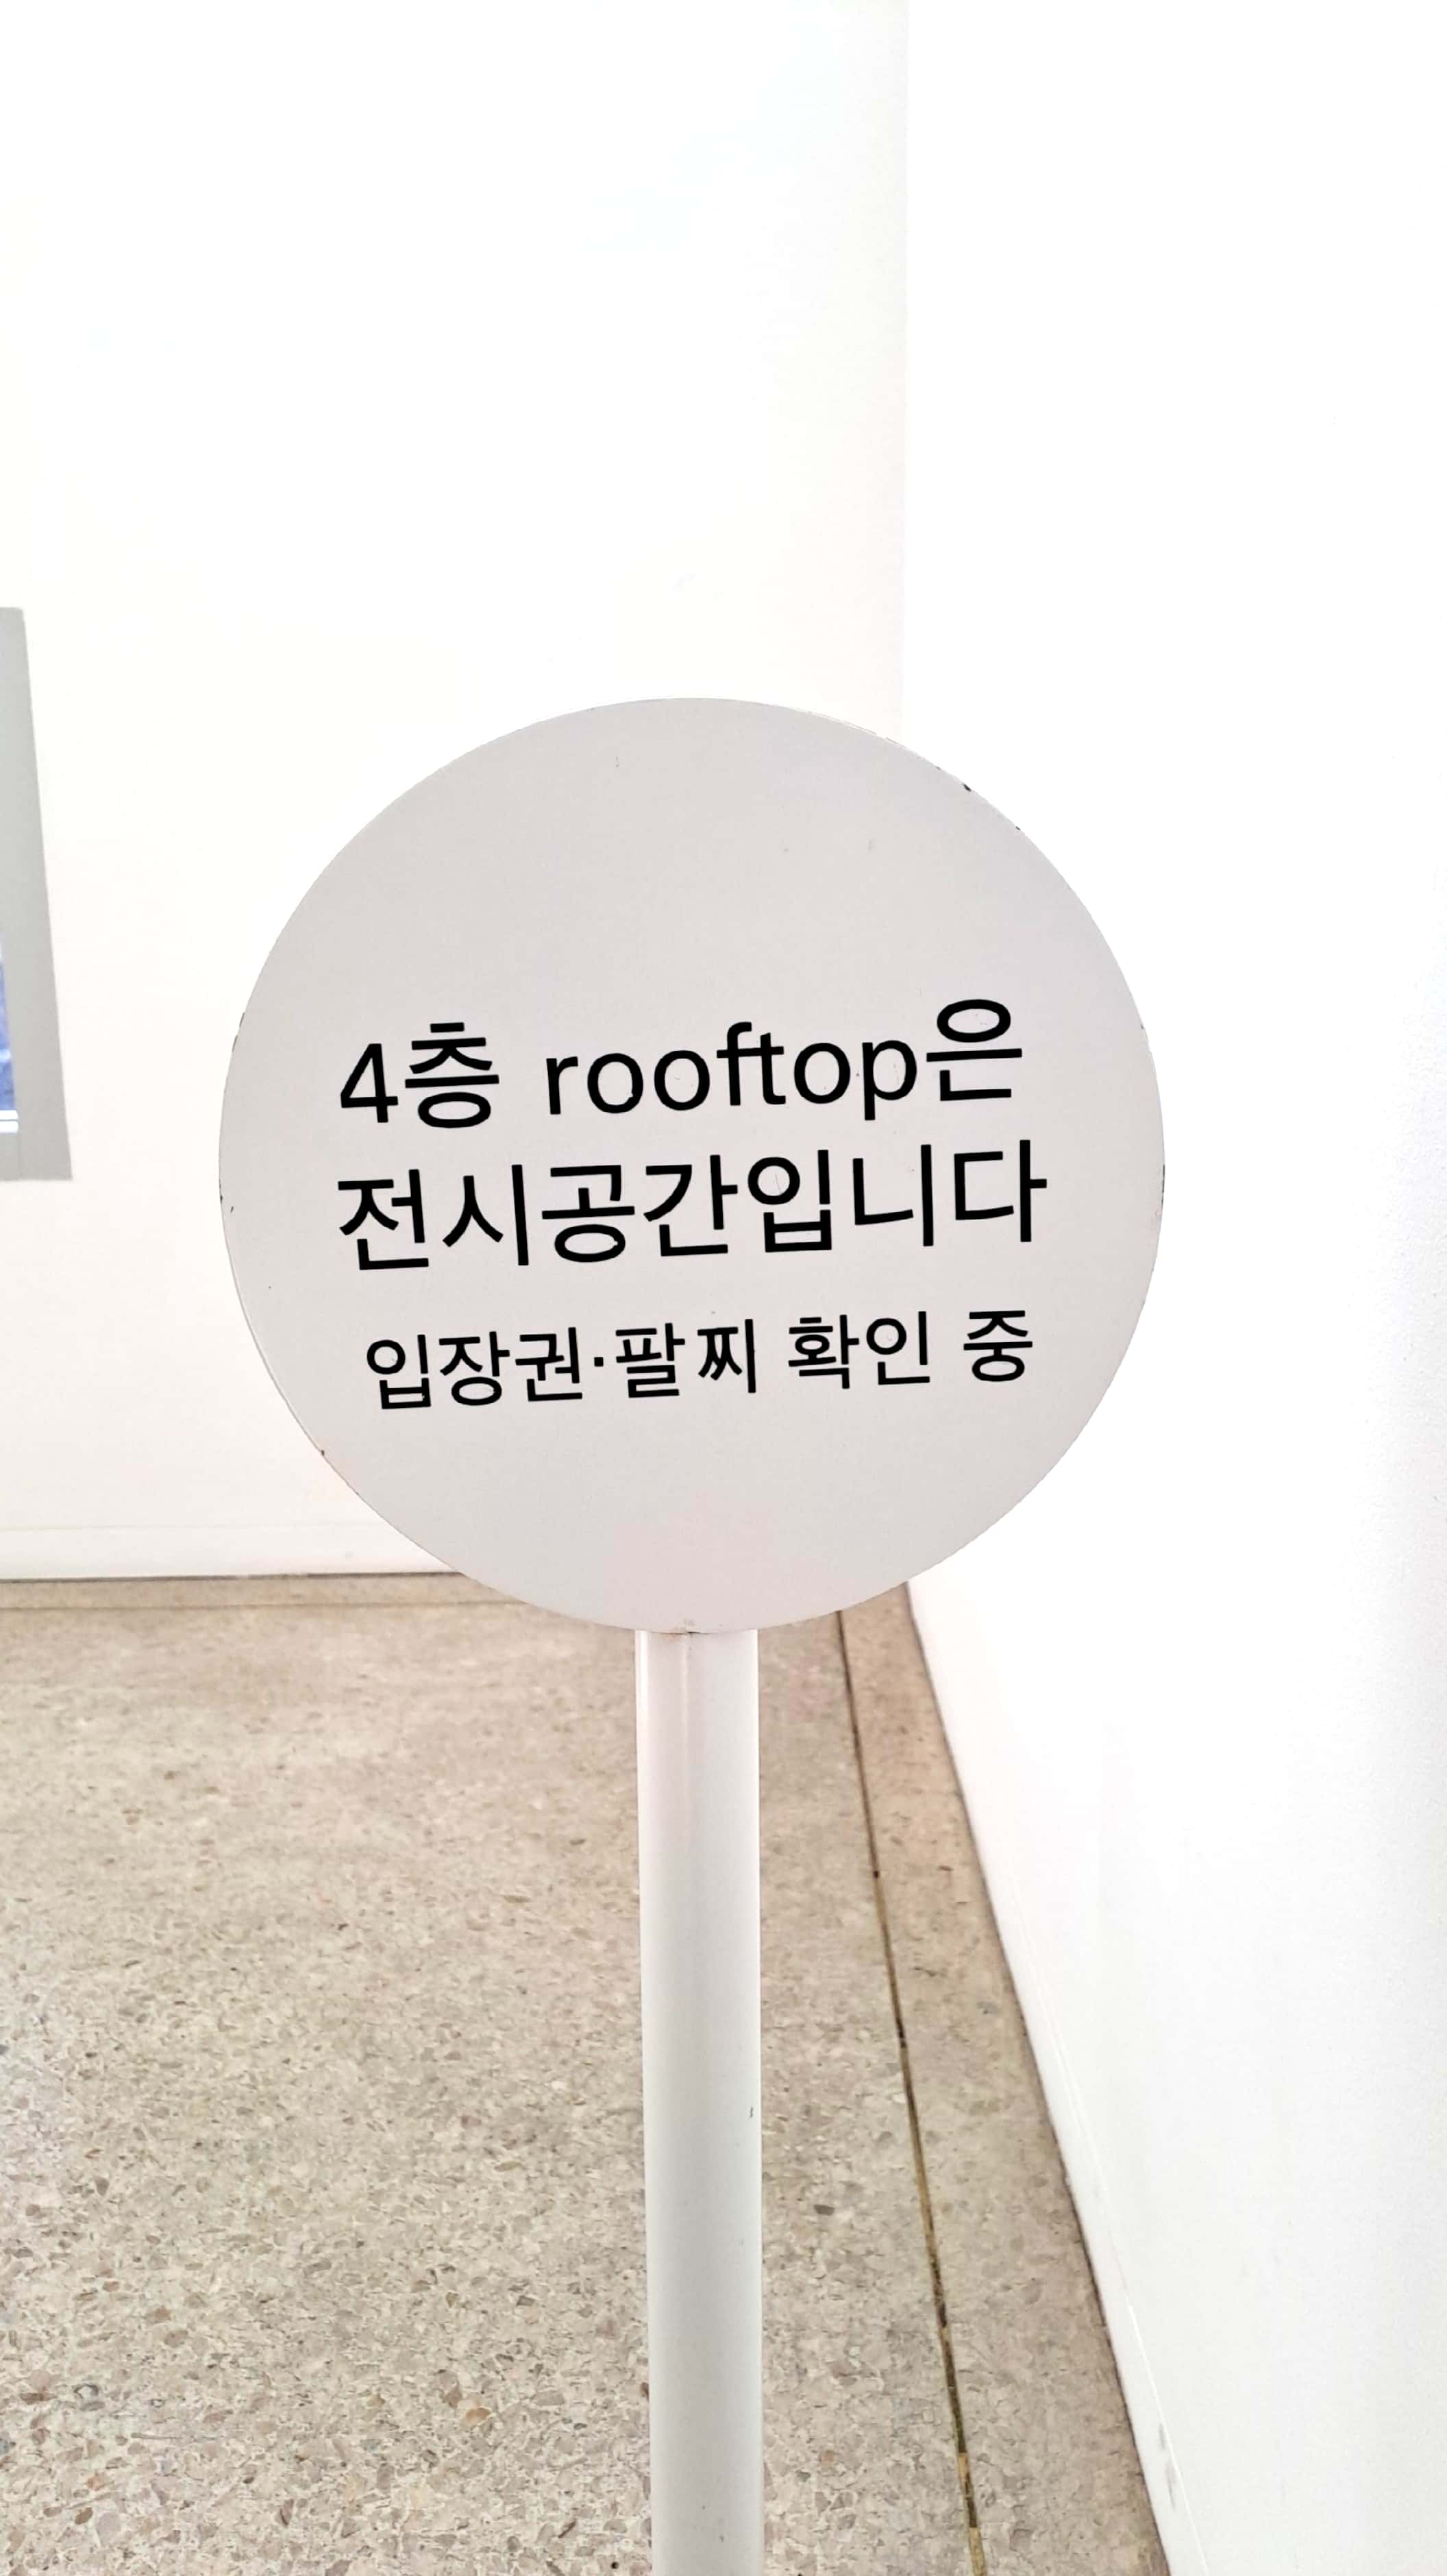 4층 rooftop은
전시공간입니다
입장권·팔찌 확인 중